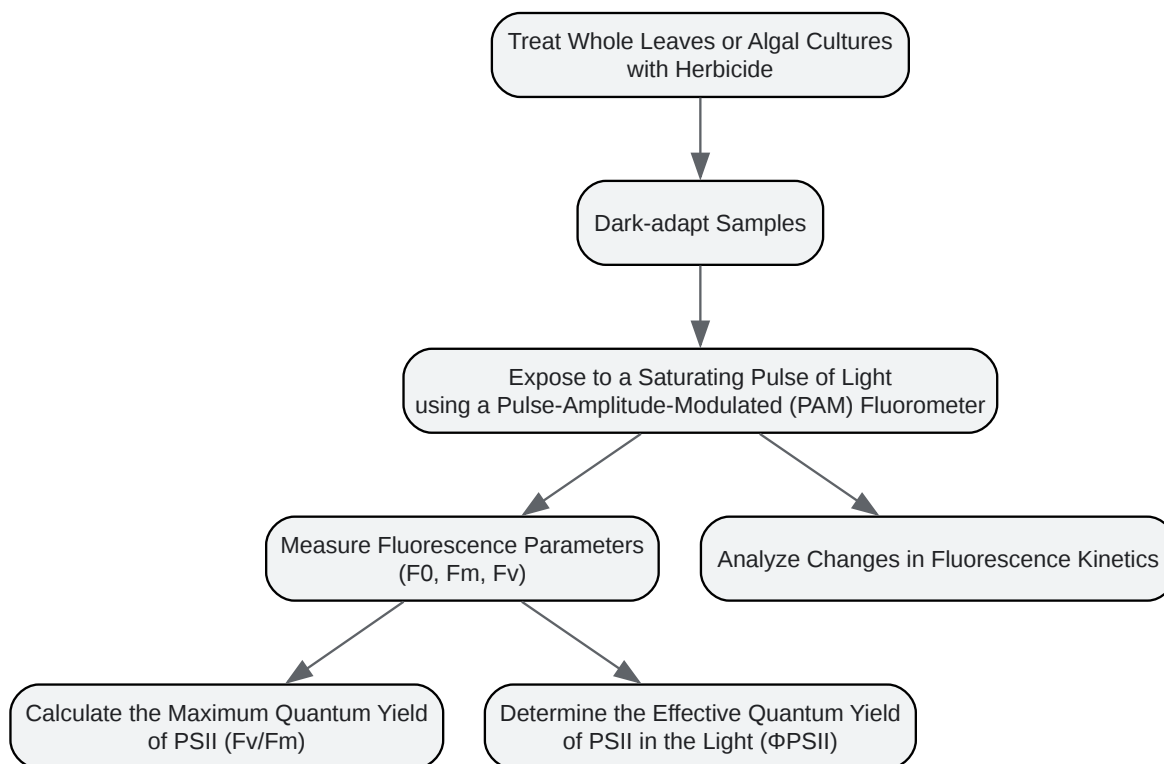 Treat Whole Leaves or Algal Cultures
with Herbicide
Dark-adapt Samples
Expose to a Saturating Pulse of Light
using a Pulse-Amplitude-Modulated (PAM) Fluorometer
Measure Fluorescence Parameters
(F0, Fm, Fv)
Analyze Changes in Fluorescence Kinetics
Calculate the Maximum Quantum Yield
of PSII (Fv/Fm)
Determine the Effective Quantum Yield
of PSII in the Light (ΦPSII)